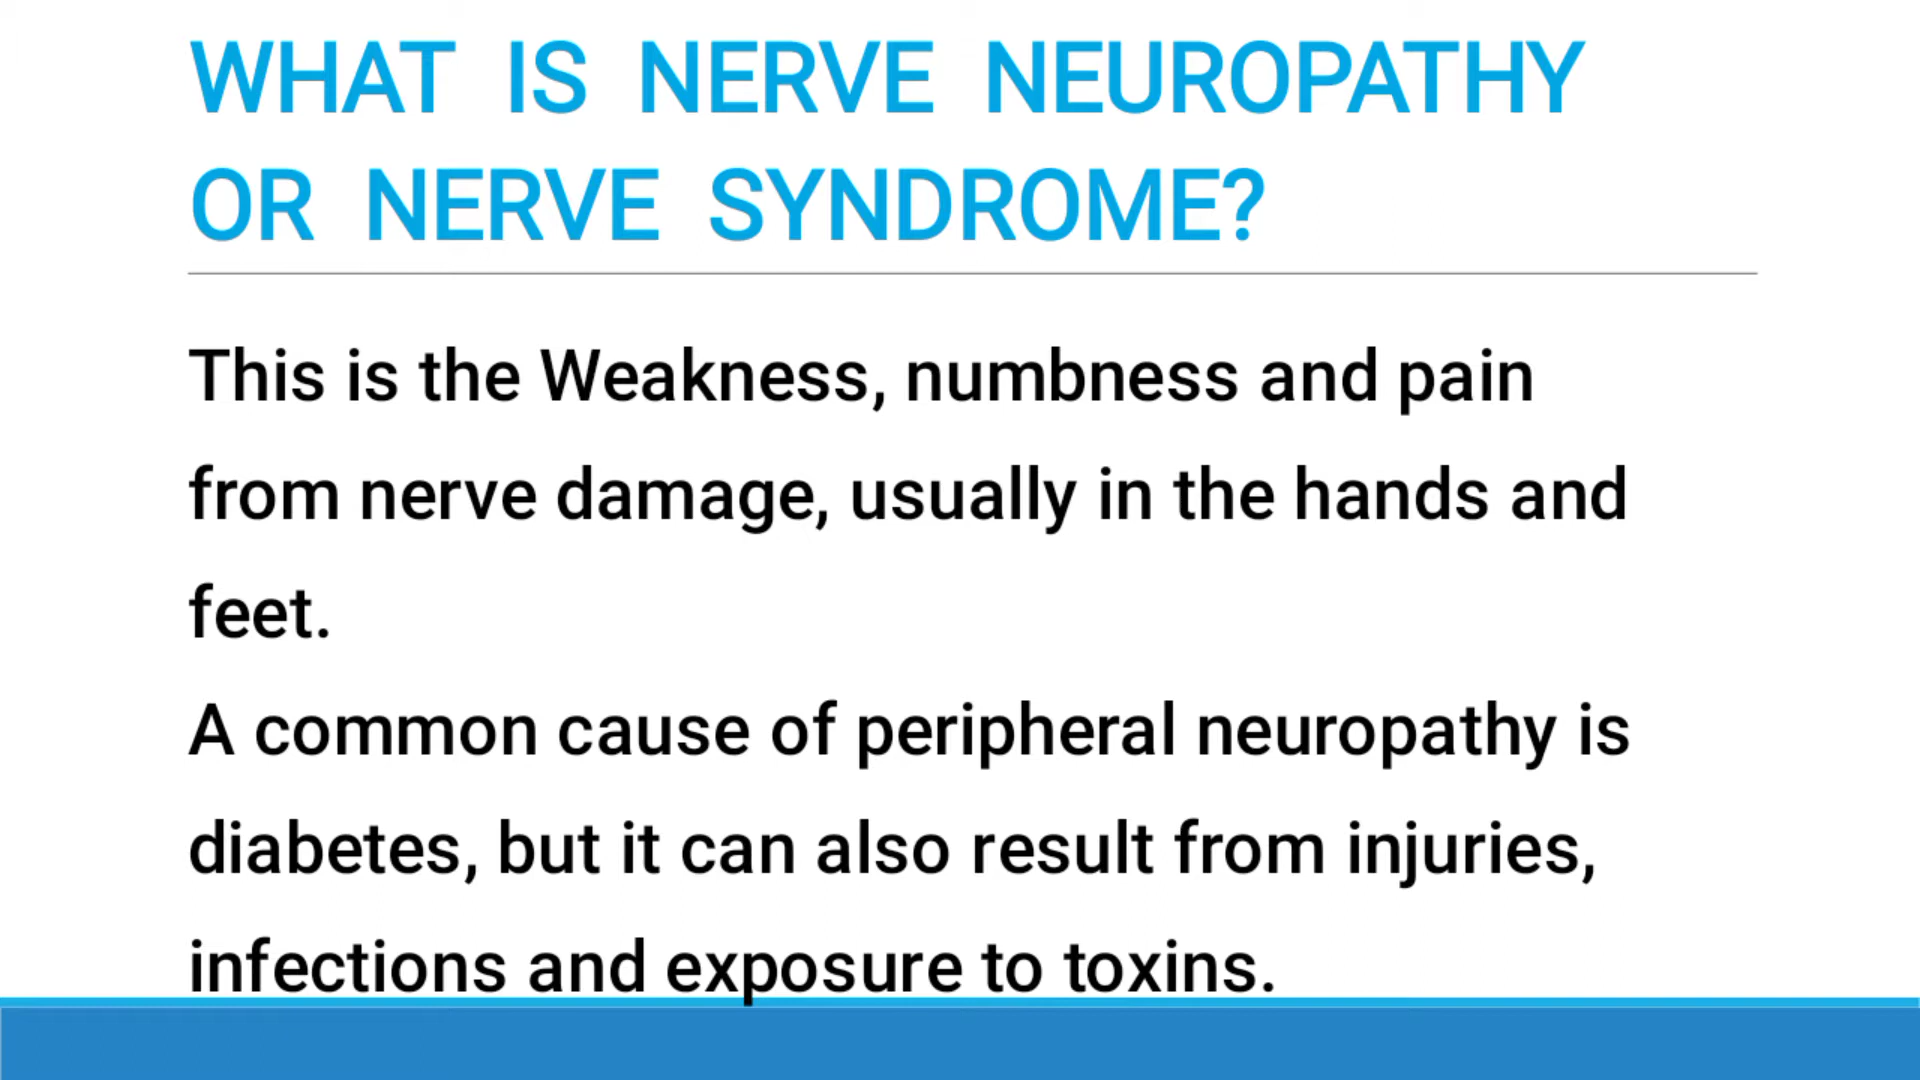 WHAT IS NERVE NEUROPATHY
OR NERVE SYNDROME?
This is the Weakness, numbness and pain
from nerve damage, usually in the hands and
feet.
A common cause of peripheral neuropathy is
diabetes, but it can also result from injuries,
infections and exposure to toxins.